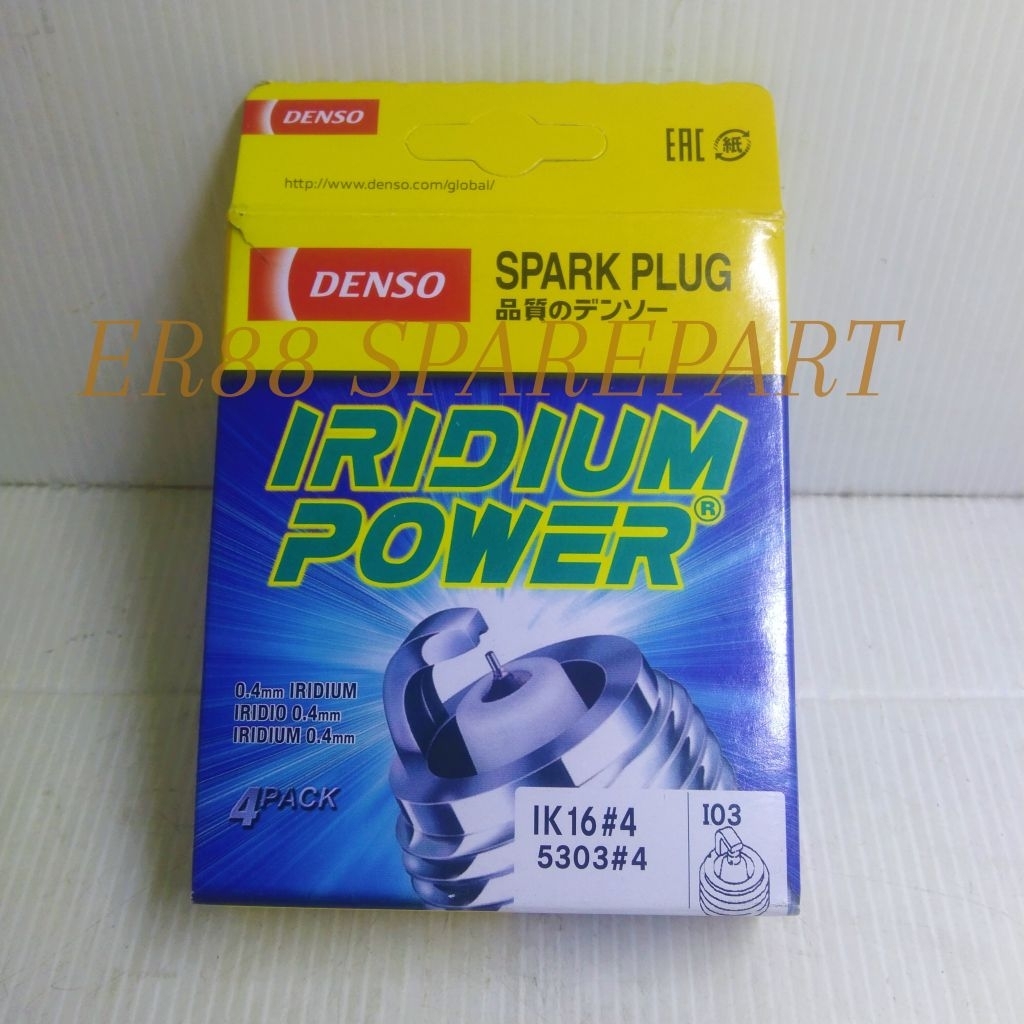 DENSO
EAC 紙
http://www.denso.com/global/
DENSO
SPARK PLUG
品質のデンソー
ER88 SPAREPART
IRIDIUM
POWER®
0.4mm IRIDIUM
IRIDIO 0.4mm
IRIDIUM 0.4mm
4PACK
IK16#4
5303#4
I03